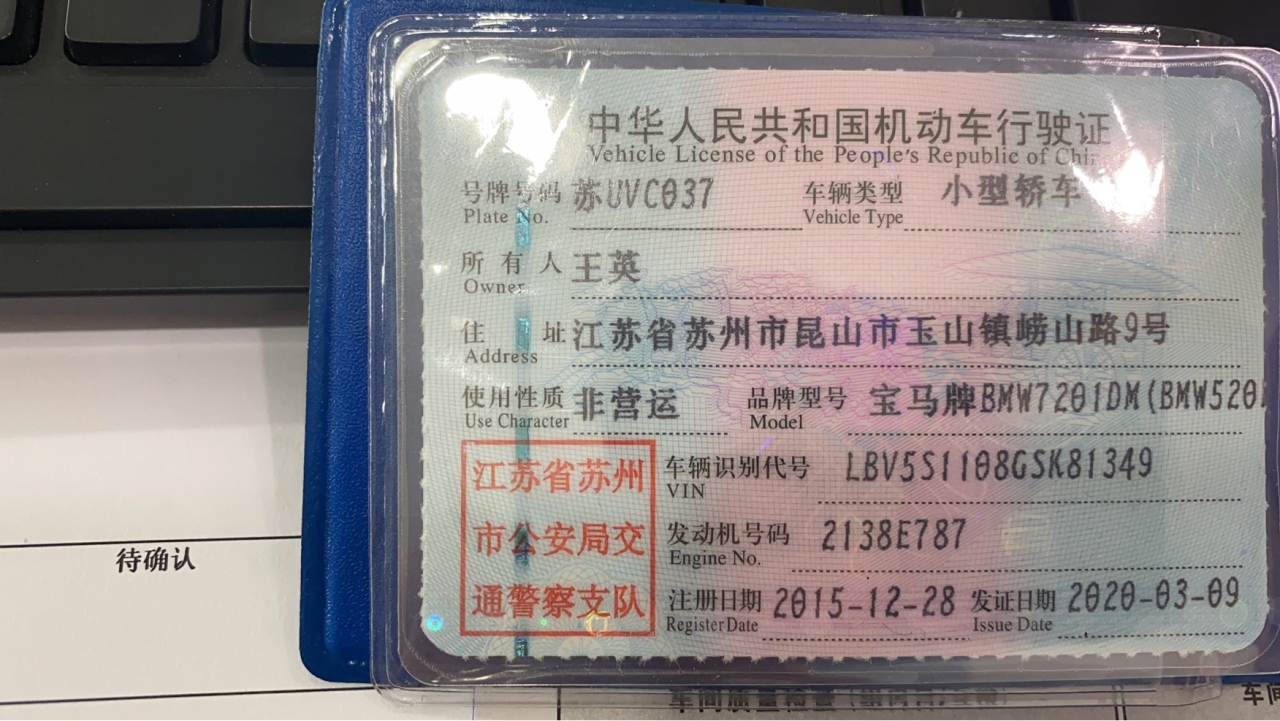 中华人民共和国机动车行驶证
Vehicle License of the People's Republic of Chi
号牌号码 苏UVC037 车辆类型 小型轿车
Plate No. Vehicle Type
所有人 王英
Owner
住址 江苏省苏州市昆山市玉山镇崂山路9号
Address
使用性质 非营运 品牌型号 宝马牌BMW7201DM(BMW520
Use Character Model
江苏省苏州
市公安局交
通警察支队
车辆识别代号 LBV5S1108GSK81349
VIN
发动机号码 2138E787
Engine No.
注册日期 2015-12-28 发证日期 2020-03-09
Register Date Issue Date
待确认
车间